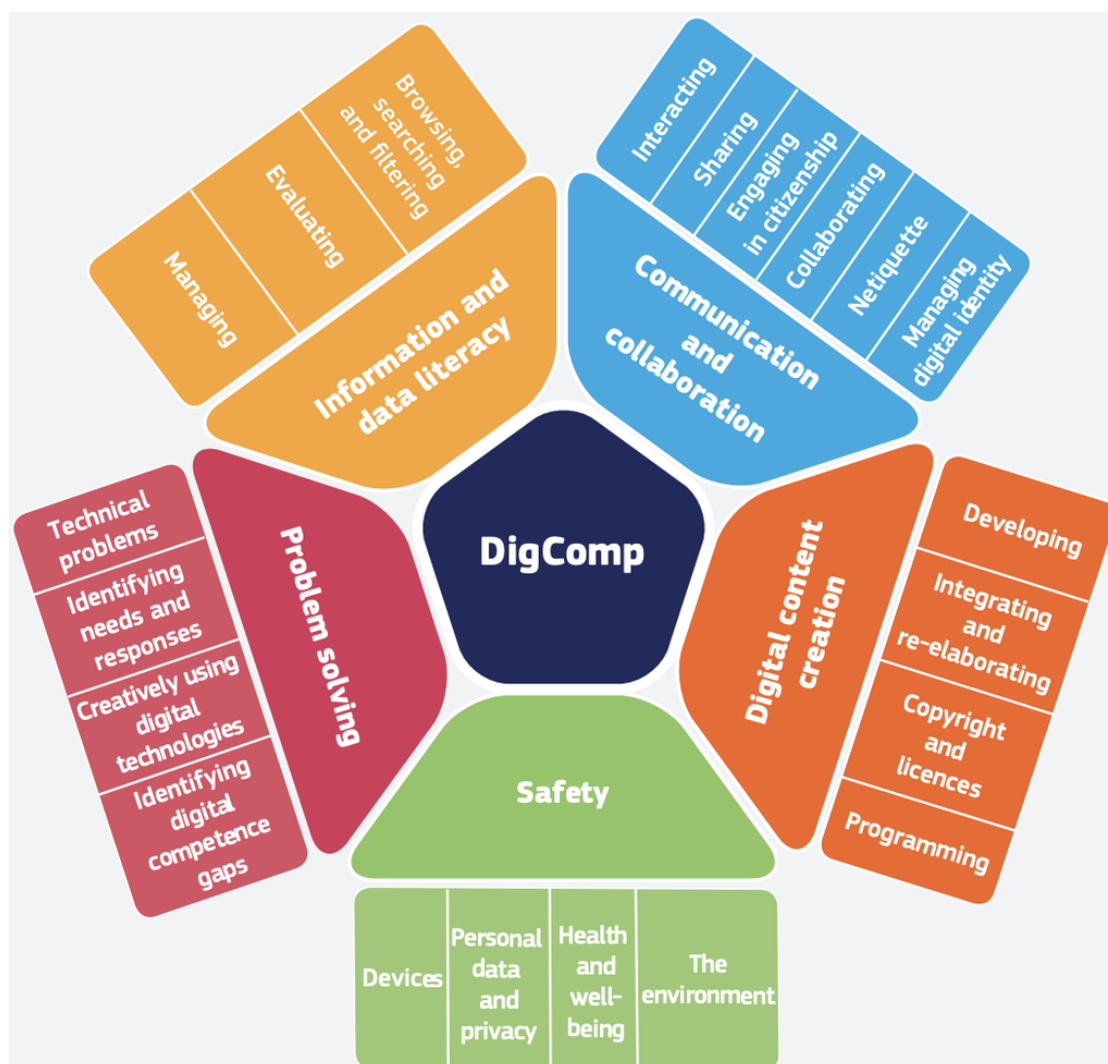 Browsing,
searching
and filtering
Evaluating
Managing
Information and
data literacy
Interacting
Sharing
Engaging
in citizenship
Collaborating
Netiquette
Managing
digital identity
Communication
and
collaboration
Developing
Integrating
and
re-elaborating
Copyright
and
licences
Programming
Digital content
creation
Safety
Devices
Personal
data
and
privacy
Health
and
well-
being
The
environment
Problem solving
Technical
problems
Identifying
needs and
responses
Creatively using
digital
technologies
Identifying
digital
competence
gaps
DigComp